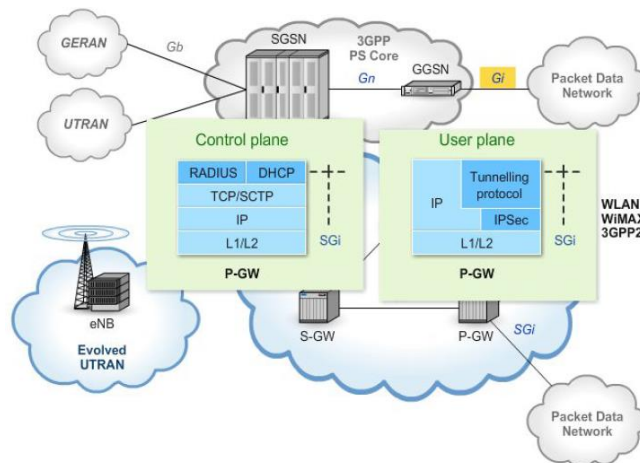 SGSN
3GPP
PS Core
GERAN
Gb
GGSN
Gn
Gi
Packet Data
Network
UTRAN
Control plane
RADIUS DHCP
TCP/SCTP
IP
L1/L2
SGi
P-GW
User plane
Tunnelling
protocol
IP
IPSec
L1/L2
SGi
P-GW
WLAN
WiMAX
3GPP2
eNB
Evolved
UTRAN
S-GW
P-GW
SGi
Packet Data
Network